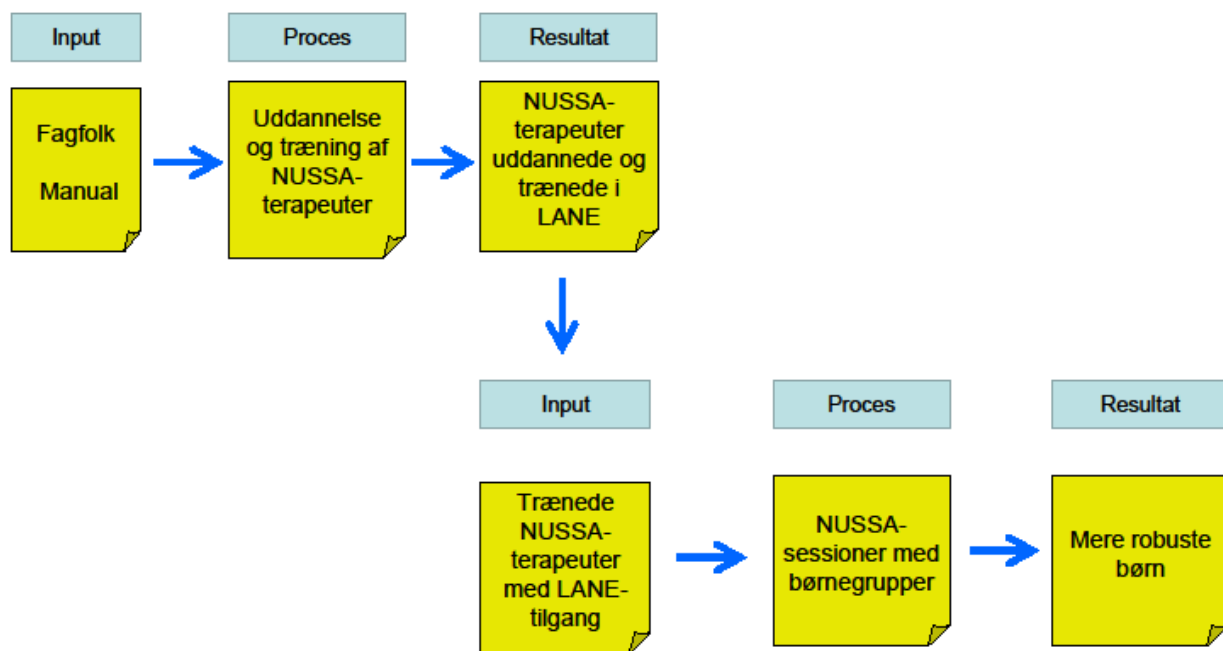 Input
Proces
Resultat
Fagfolk
Manual
Uddannelse
og træning af
NUSSA-
terapeuter
NUSSA-
terapeuter
uddannede og
trænede i
LANE
Input
Proces
Resultat
Trænede
NUSSA-
terapeuter
med LANE-
tilgang
NUSSA-
sessioner med
børnegrupper
Mere robuste
børn